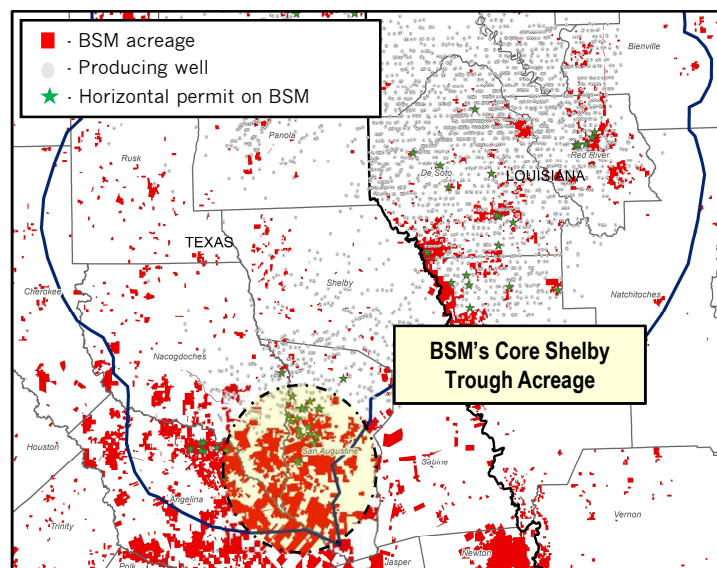 - BSM acreage
- Producing well
- Horizontal permit on BSM
Bienville
Panola
Rusk
Red River
De Soto
LOUISIANA
TEXAS
Shelby
Cherokee
Natchitoches
Nacogdoches
BSM's Core Shelby
Trough Acreage
Houston
San Augustine
Sabine
Angelina
Trinity
Vernon
Newton
Polk
Jasper